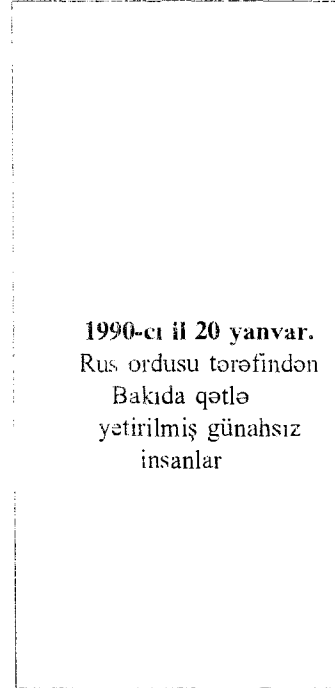 1990-cı il 20 yanvar.
Rus ordusu tərəfindən
Bakıda qətlə
yetirilmiş günahsız
insanlar